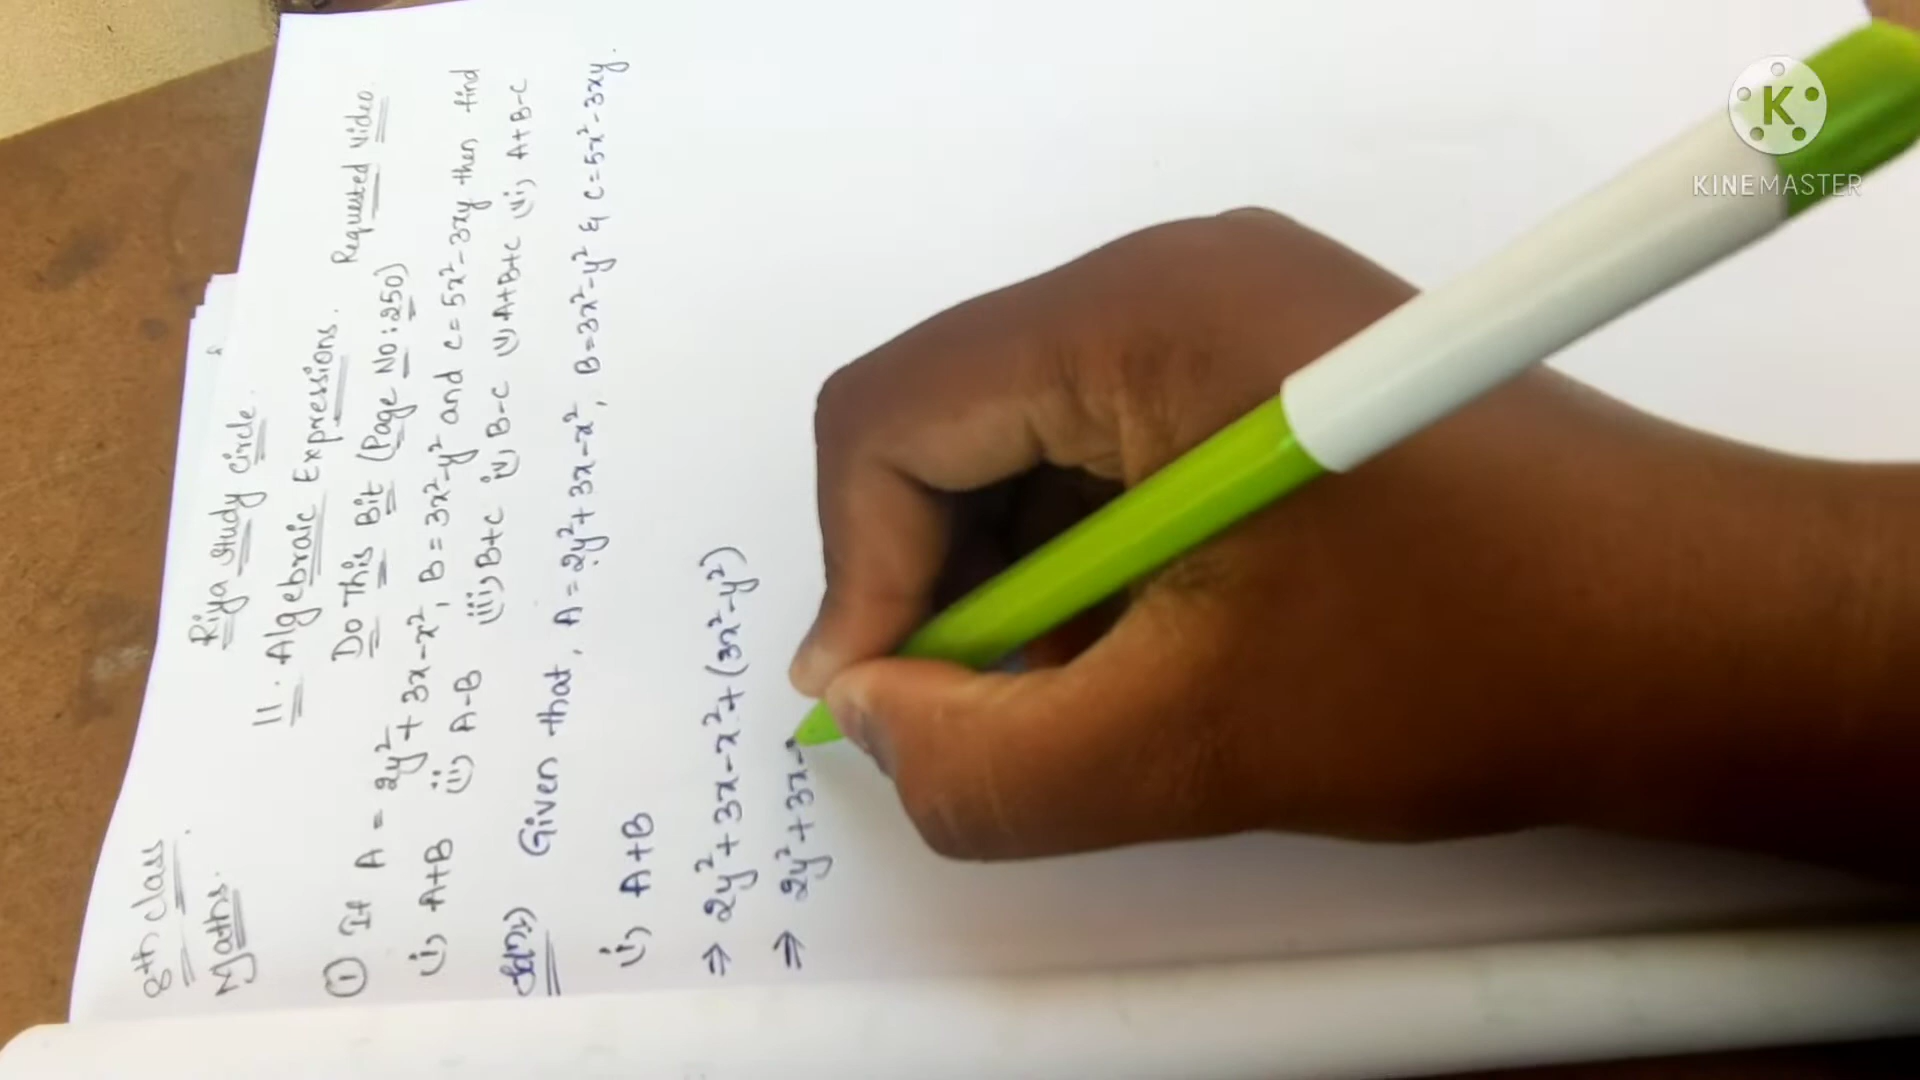 8th class
Maths.
Riya Study Circle.
11. Algebraic Expressions.
Requested Video.
Do This Bit (Page No: 250)
① If A = 2y² + 3x - x², B = 3x² - y² and C = 5x² - 3xy then find
(i) A+B (ii) A-B (iii) B+C iv) B-C (v) A+B+C (vi) A+B-C
Soln:) Given that, A = 2y² + 3x - x², B = 3x² - y² & C = 5x² - 3xy.
(i) A+B
⇒ 2y² + 3x - x² + (3x² - y²)
⇒ 2y² + 3x -
K
KINEMASTER